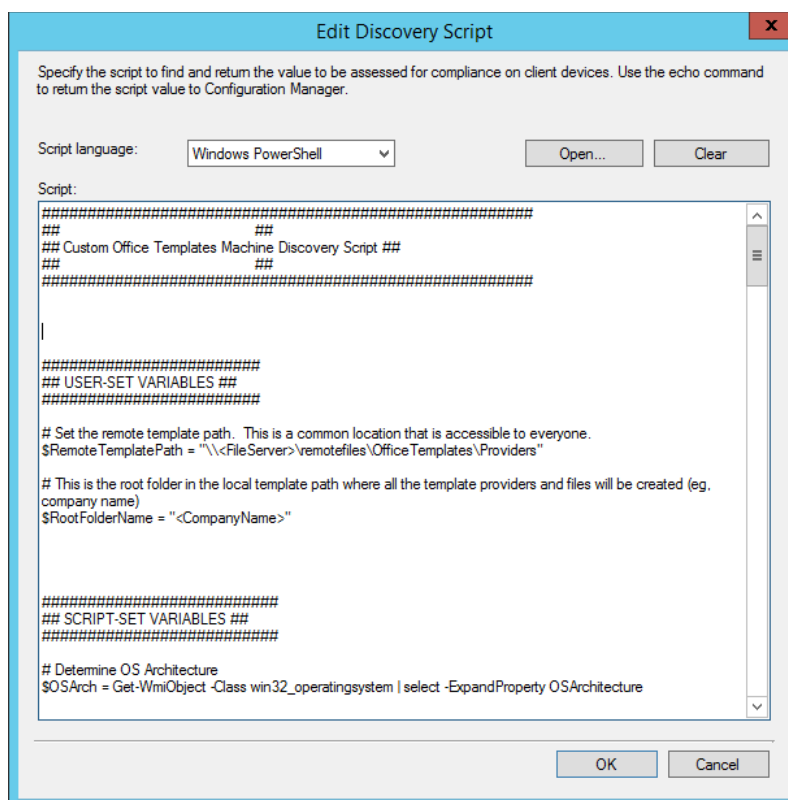 Edit Discovery Script
x
Specify the script to find and return the value to be assessed for compliance on client devices. Use the echo command
to return the script value to Configuration Manager.
Script language:
Windows PowerShell
Open...
Clear
Script:
######################################################
## ##
## Custom Office Templates Machine Discovery Script ##
## ##
######################################################
########################
## USER-SET VARIABLES ##
########################
# Set the remote template path.  This is a common location that is accessible to everyone.
$RemoteTemplatePath = "\\<FileServer>\remotefiles\OfficeTemplates\Providers"
# This is the root folder in the local template path where all the template providers and files will be created (eg,
company name)
$RootFolderName = "<CompanyName>"
##########################
## SCRIPT-SET VARIABLES ##
##########################
# Determine OS Architecture
$OSArch = Get-WmiObject -Class win32_operatingsystem | select -ExpandProperty OSArchitecture
OK
Cancel